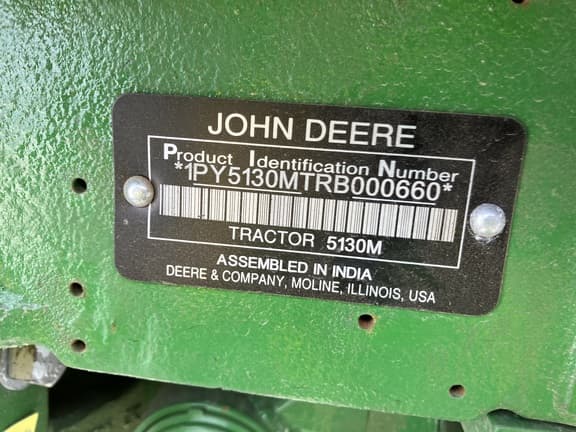 JOHN DEERE
Product Identification Number
*1PY5130MTRB000660*
TRACTOR 5130M
ASSEMBLED IN INDIA
DEERE & COMPANY, MOLINE, ILLINOIS, USA